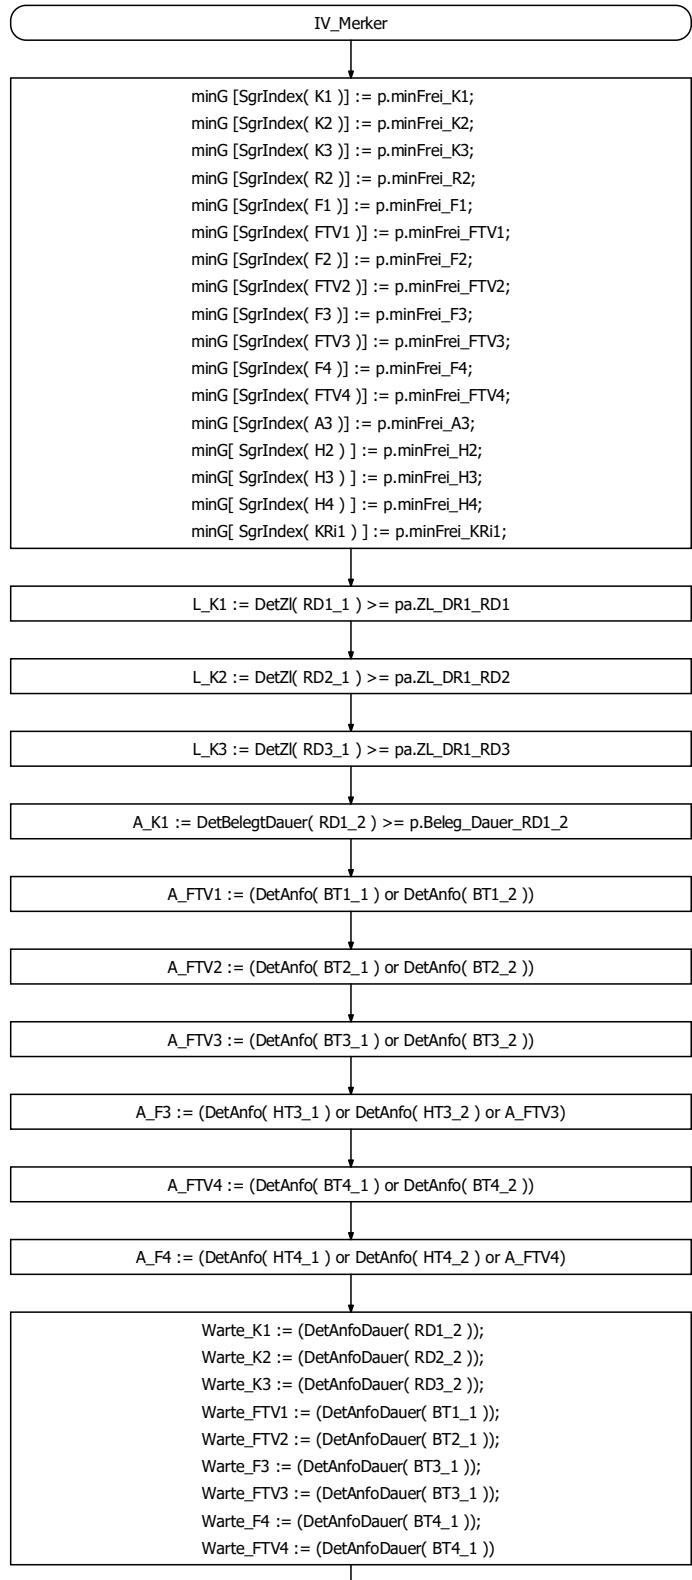 IV_Merker
minG [SgrIndex( K1 )] := p.minFrei_K1;
minG [SgrIndex( K2 )] := p.minFrei_K2;
minG [SgrIndex( K3 )] := p.minFrei_K3;
minG [SgrIndex( R2 )] := p.minFrei_R2;
minG [SgrIndex( F1 )] := p.minFrei_F1;
minG [SgrIndex( FTV1 )] := p.minFrei_FTV1;
minG [SgrIndex( F2 )] := p.minFrei_F2;
minG [SgrIndex( FTV2 )] := p.minFrei_FTV2;
minG [SgrIndex( F3 )] := p.minFrei_F3;
minG [SgrIndex( FTV3 )] := p.minFrei_FTV3;
minG [SgrIndex( F4 )] := p.minFrei_F4;
minG [SgrIndex( FTV4 )] := p.minFrei_FTV4;
minG [SgrIndex( A3 )] := p.minFrei_A3;
minG[ SgrIndex( H2 ) ] := p.minFrei_H2;
minG[ SgrIndex( H3 ) ] := p.minFrei_H3;
minG[ SgrIndex( H4 ) ] := p.minFrei_H4;
minG[ SgrIndex( KRi1 ) ] := p.minFrei_KRi1;
L_K1 := DetZl( RD1_1 ) >= pa.ZL_DR1_RD1
L_K2 := DetZl( RD2_1 ) >= pa.ZL_DR1_RD2
L_K3 := DetZl( RD3_1 ) >= pa.ZL_DR1_RD3
A_K1 := DetBelegtDauer( RD1_2 ) >= p.Beleg_Dauer_RD1_2
A_FTV1 := (DetAnfo( BT1_1 ) or DetAnfo( BT1_2 ))
A_FTV2 := (DetAnfo( BT2_1 ) or DetAnfo( BT2_2 ))
A_FTV3 := (DetAnfo( BT3_1 ) or DetAnfo( BT3_2 ))
A_F3 := (DetAnfo( HT3_1 ) or DetAnfo( HT3_2 ) or A_FTV3)
A_FTV4 := (DetAnfo( BT4_1 ) or DetAnfo( BT4_2 ))
A_F4 := (DetAnfo( HT4_1 ) or DetAnfo( HT4_2 ) or A_FTV4)
Warte_K1 := (DetAnfoDauer( RD1_2 ));
Warte_K2 := (DetAnfoDauer( RD2_2 ));
Warte_K3 := (DetAnfoDauer( RD3_2 ));
Warte_FTV1 := (DetAnfoDauer( BT1_1 ));
Warte_FTV2 := (DetAnfoDauer( BT2_1 ));
Warte_F3 := (DetAnfoDauer( BT3_1 ));
Warte_FTV3 := (DetAnfoDauer( BT3_1 ));
Warte_F4 := (DetAnfoDauer( BT4_1 ));
Warte_FTV4 := (DetAnfoDauer( BT4_1 ))